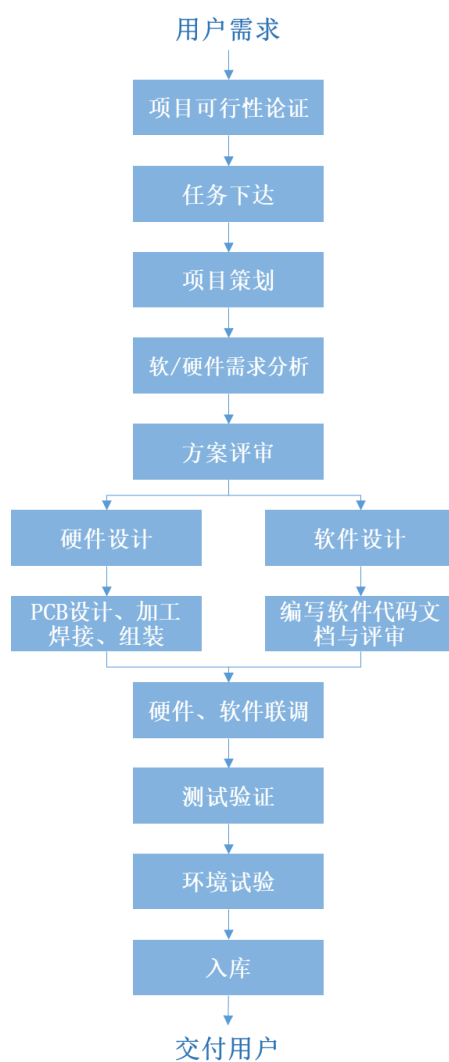 用户需求
项目可行性论证
任务下达
项目策划
软/硬件需求分析
方案评审
硬件设计
软件设计
PCB设计、加工
焊接、组装
编写软件代码文
档与评审
硬件、软件联调
测试验证
环境试验
入库
交付用户